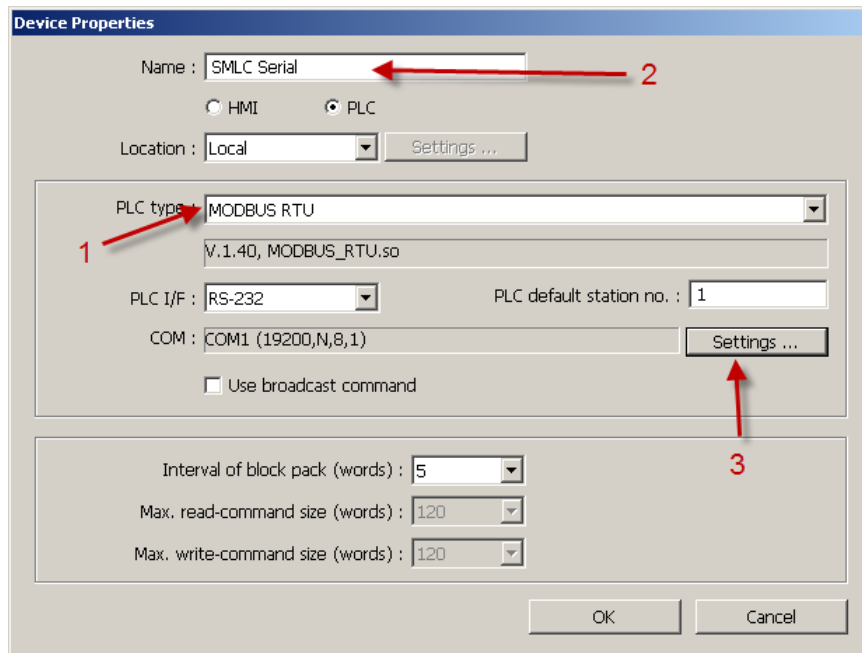 Device Properties
Name : SMLC Serial
2
HMI PLC
Location : Local Settings ...
PLC type : MODBUS RTU
1
V.1.40, MODBUS_RTU.so
PLC I/F : RS-232 PLC default station no. : 1
COM : COM1 (19200,N,8,1) Settings ...
Use broadcast command
3
Interval of block pack (words) : 5
Max. read-command size (words) : 120
Max. write-command size (words) : 120
OK Cancel